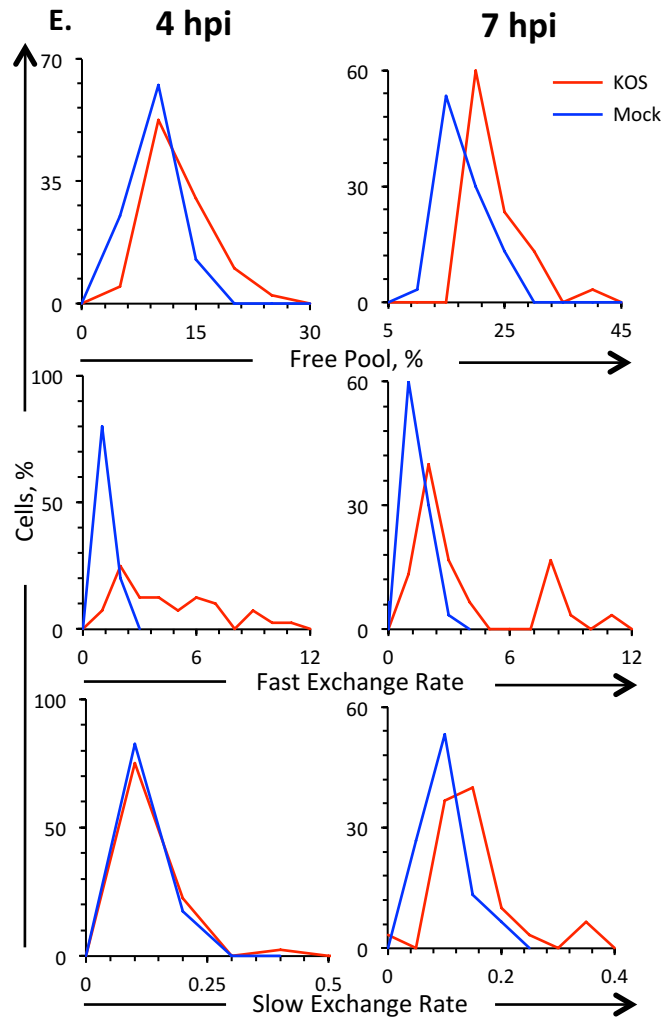 E. 4 hpi 7 hpi
70 60
KOS
Mock
35 30
0 0
0 15 30 5 25 45
Free Pool, %
100 60
Cells, %
50 30
0 0
0 6 12 0 6 12
Fast Exchange Rate
100 60
50 30
0 0
0 0.25 0.5 0 0.2 0.4
Slow Exchange Rate